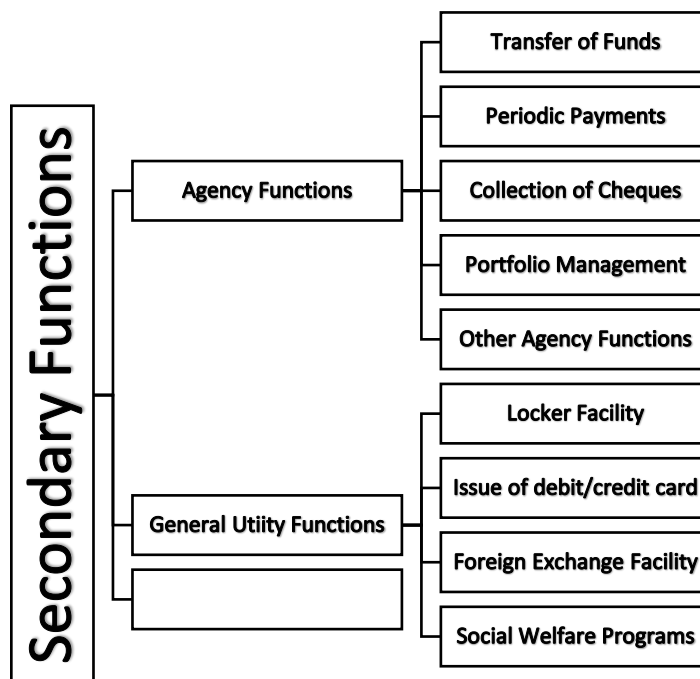 Secondary Functions
Agency Functions
Transfer of Funds
Periodic Payments
Collection of Cheques
Portfolio Management
Other Agency Functions
General Utiity Functions
Locker Facility
Issue of debit/credit card
Foreign Exchange Facility
Social Welfare Programs